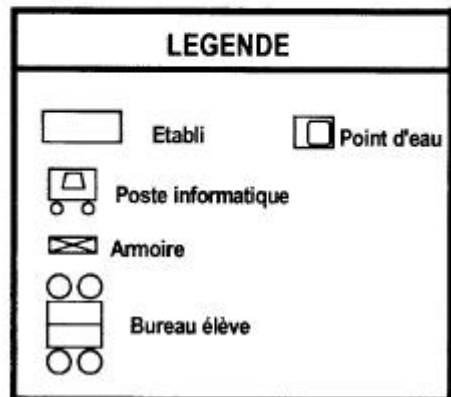 LEGENDE
Etabli
Point d'eau
Poste informatique
Armoire
Bureau élève